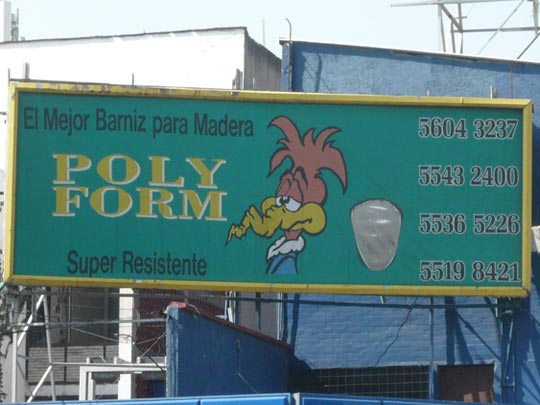 El Mejor Barniz para Madera
POLY
FORM
Super Resistente
5604 3237
5543 2400
5536 5226
5519 8421